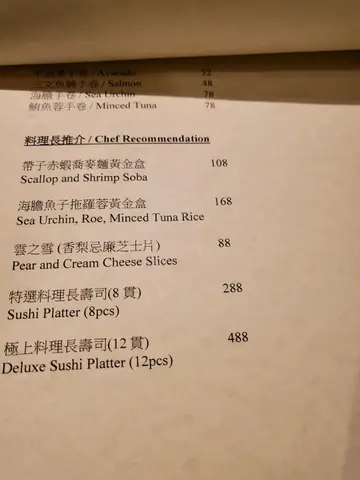 牛油果手卷 / Avacado 52
三文魚腩手卷 / Salmon 48
海膽手卷 / Sea Urchin 78
鮪魚蓉手卷 / Minced Tuna 78
料理長推介 / Chef Recommendation
帶子赤蝦喬麥麵黃金盒 108
Scallop and Shrimp Soba
海膽魚子拖羅蓉黃金盒 168
Sea Urchin, Roe, Minced Tuna Rice
雲之雪 (香梨忌廉芝士片) 88
Pear and Cream Cheese Slices
特選料理長壽司(8 貫) 288
Sushi Platter (8pcs)
極上料理長壽司(12 貫) 488
Deluxe Sushi Platter (12pcs)